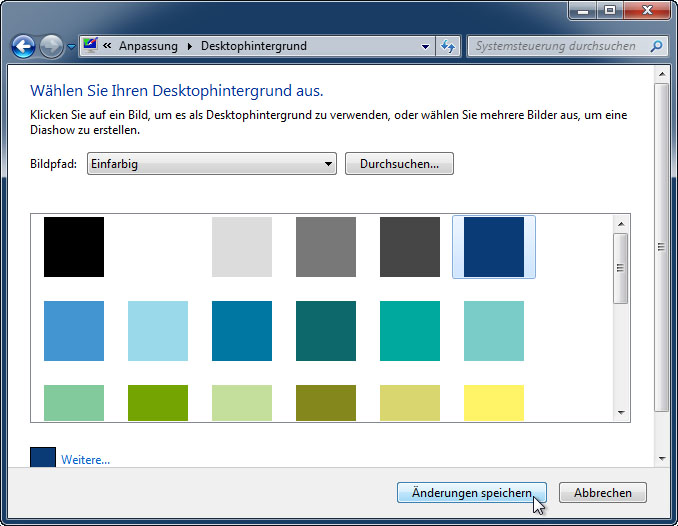 « Anpassung Desktophintergrund
Systemsteuerung durchsuchen
Wählen Sie Ihren Desktophintergrund aus.
Klicken Sie auf ein Bild, um es als Desktophintergrund zu verwenden, oder wählen Sie mehrere Bilder aus, um eine
Diashow zu erstellen.
Bildpfad: Einfarbig Durchsuchen...
Weitere...
Änderungen speichern Abbrechen